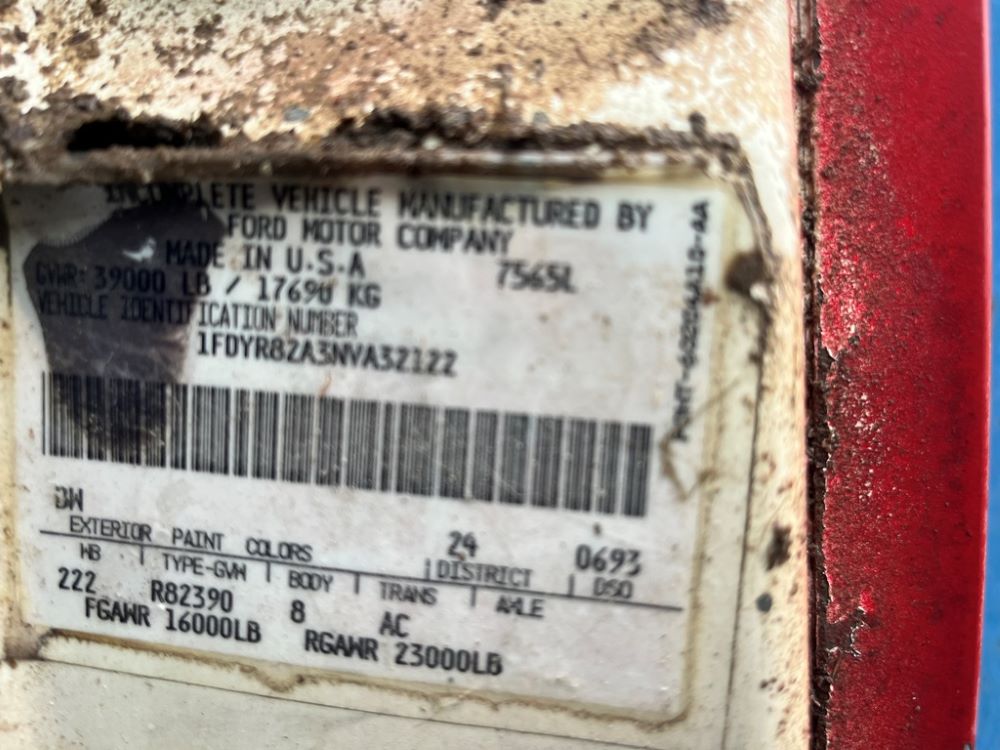 INCOMPLETE VEHICLE MANUFACTURED BY
FORD MOTOR COMPANY
MADE IN U.S.A
7565L
GVWR: 39000 LB / 17690 KG
VEHICLE IDENTIFICATION NUMBER
1FDYR82A3NVA32122
DW
24 0693
EXTERIOR PAINT COLORS DISTRICT DSO
WB TYPE-GVW BODY TRANS AXLE
222 R82390 8 AC
FGAWR 16000LB RGAWR 23000LB